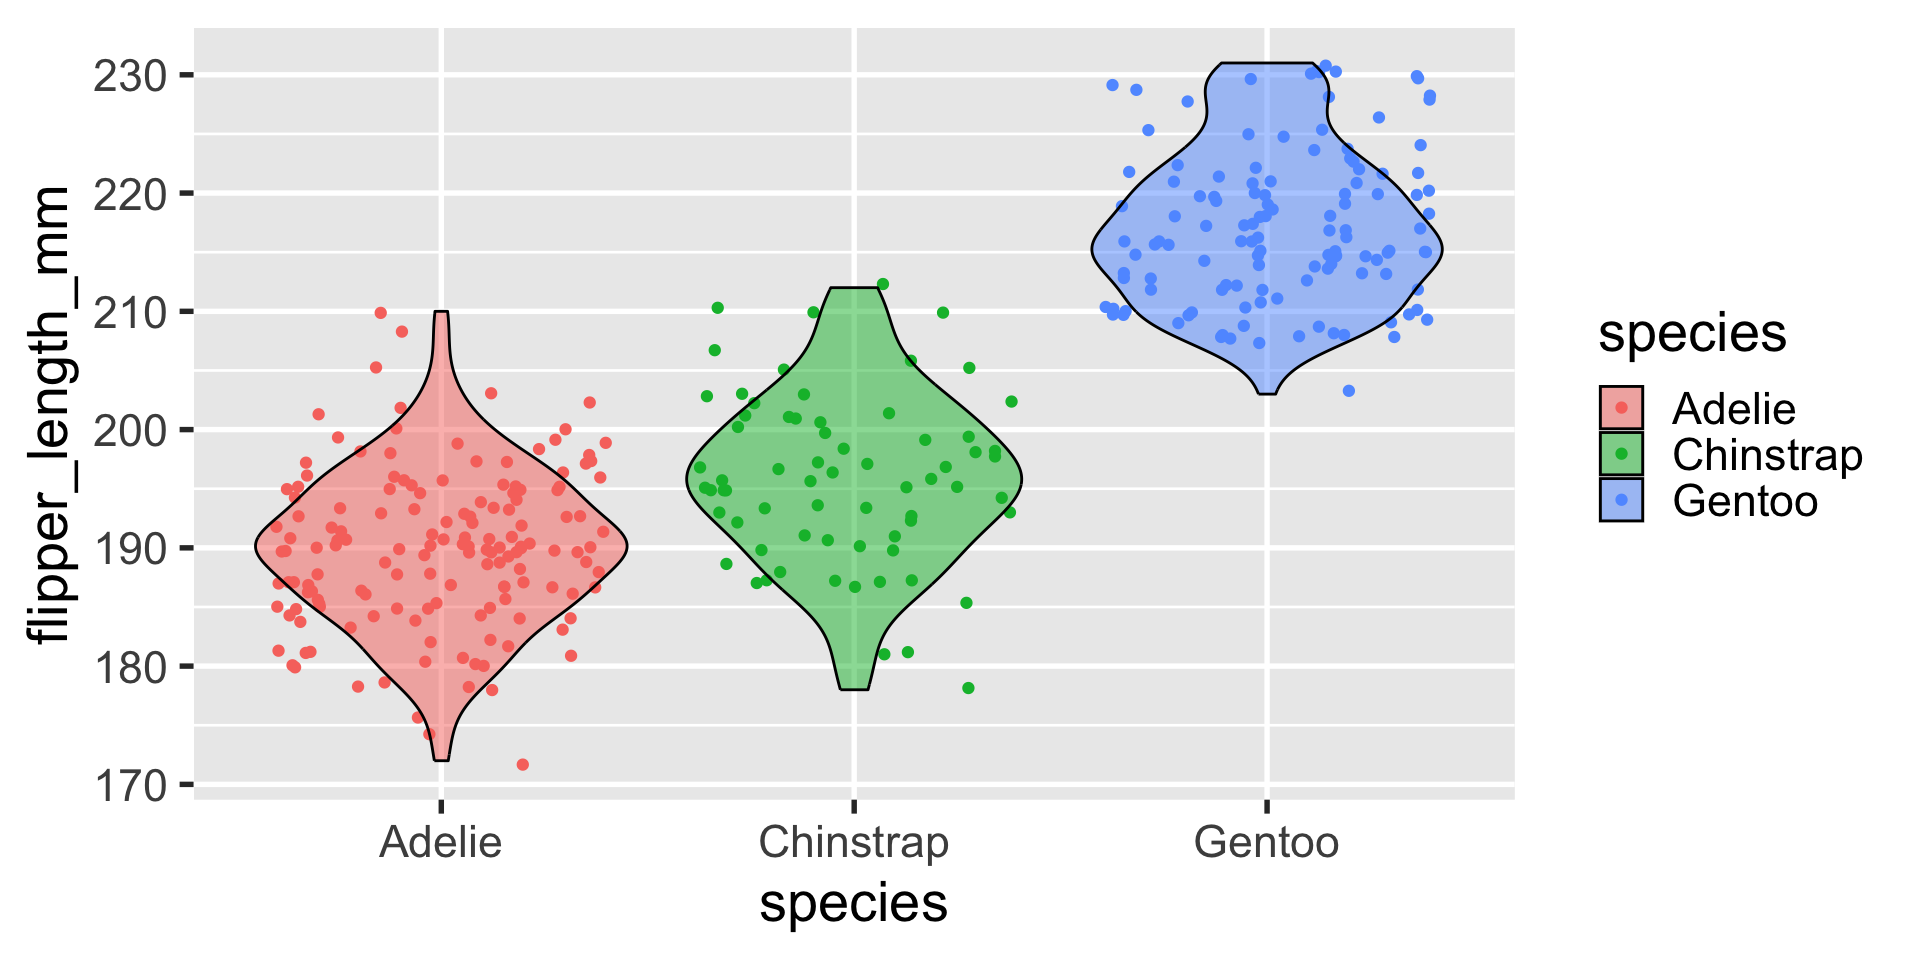 flipper_length_mm
230
220
210
200
190
180
170
Adelie
Chinstrap
Gentoo
species
species
Adelie
Chinstrap
Gentoo